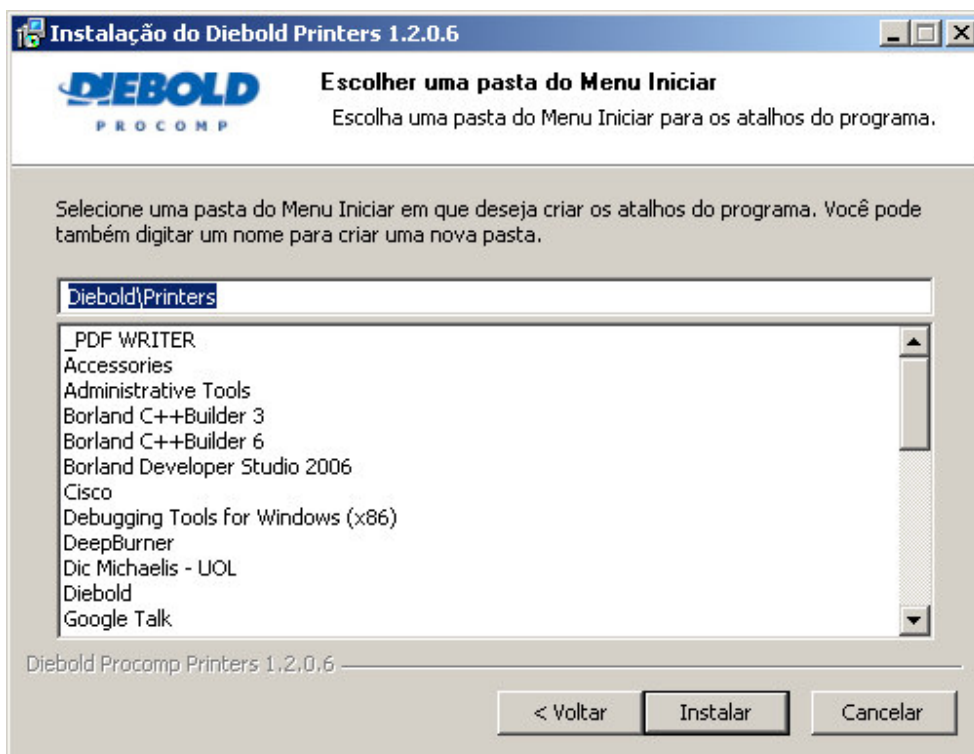 Instalação do Diebold Printers 1.2.0.6
DIEBOLD
PROCOMP
Escolher uma pasta do Menu Iniciar
Escolha uma pasta do Menu Iniciar para os atalhos do programa.
Selecione uma pasta do Menu Iniciar em que deseja criar os atalhos do programa. Você pode
também digitar um nome para criar uma nova pasta.
Diebold\Printers
_PDF WRITER
Accessories
Administrative Tools
Borland C++Builder 3
Borland C++Builder 6
Borland Developer Studio 2006
Cisco
Debugging Tools for Windows (x86)
DeepBurner
Dic Michaelis - UOL
Diebold
Google Talk
Diebold Procomp Printers 1.2.0.6
< Voltar Instalar Cancelar